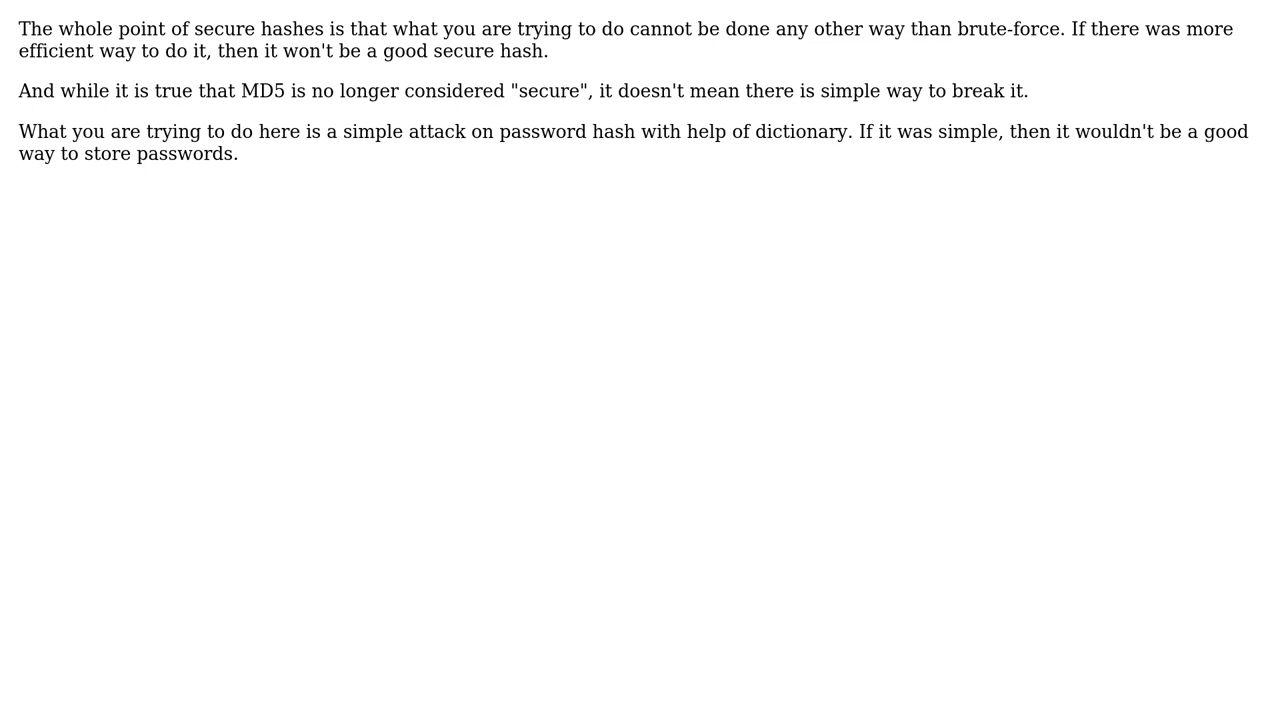 The whole point of secure hashes is that what you are trying to do cannot be done any other way than brute-force. If there was more
efficient way to do it, then it won't be a good secure hash.
And while it is true that MD5 is no longer considered "secure", it doesn't mean there is simple way to break it.
What you are trying to do here is a simple attack on password hash with help of dictionary. If it was simple, then it wouldn't be a good
way to store passwords.